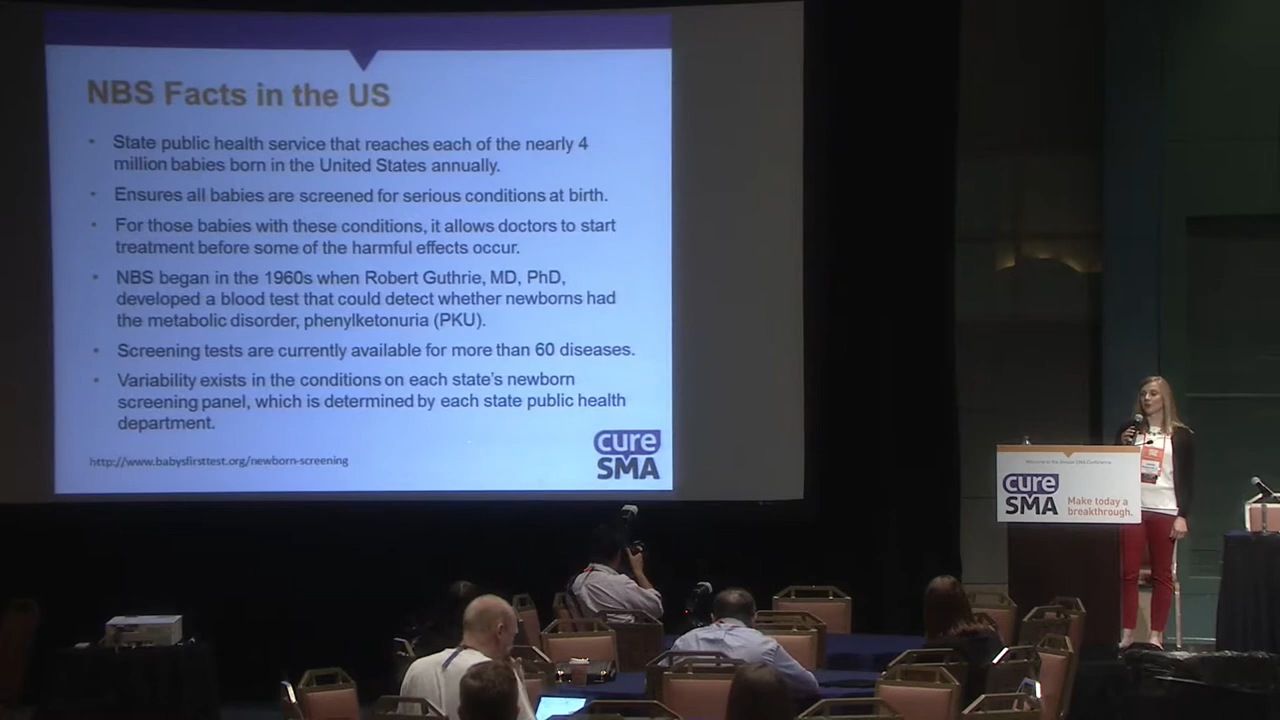 NBS Facts in the US
• State public health service that reaches each of the nearly 4
million babies born in the United States annually.
• Ensures all babies are screened for serious conditions at birth.
• For those babies with these conditions, it allows doctors to start
treatment before some of the harmful effects occur.
• NBS began in the 1960s when Robert Guthrie, MD, PhD,
developed a blood test that could detect whether newborns had
the metabolic disorder, phenylketonuria (PKU).
• Screening tests are currently available for more than 60 diseases.
• Variability exists in the conditions on each state's newborn
screening panel, which is determined by each state public health
department.
http://www.babysfirsttest.org/newborn-screening
cure
SMA
Welcome to the Annual SMA Conference
cure
SMA
Make today a
breakthrough.